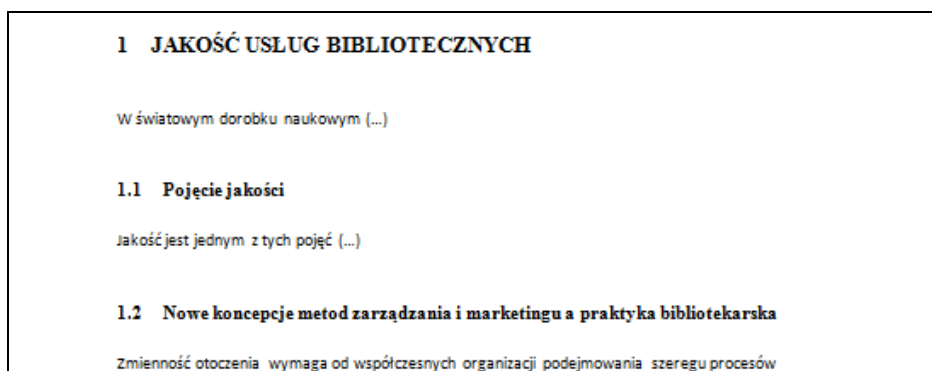 1 JAKOŚĆ USŁUG BIBLIOTECZNYCH
W światowym dorobku naukowym (...)
1.1 Pojęcie jakości
Jakość jest jednym z tych pojęć (...)
1.2 Nowe koncepcje metod zarządzania i marketingu a praktyka bibliotekarska
Zmienność otoczenia wymaga od współczesnych organizacji podejmowania szeregu procesów